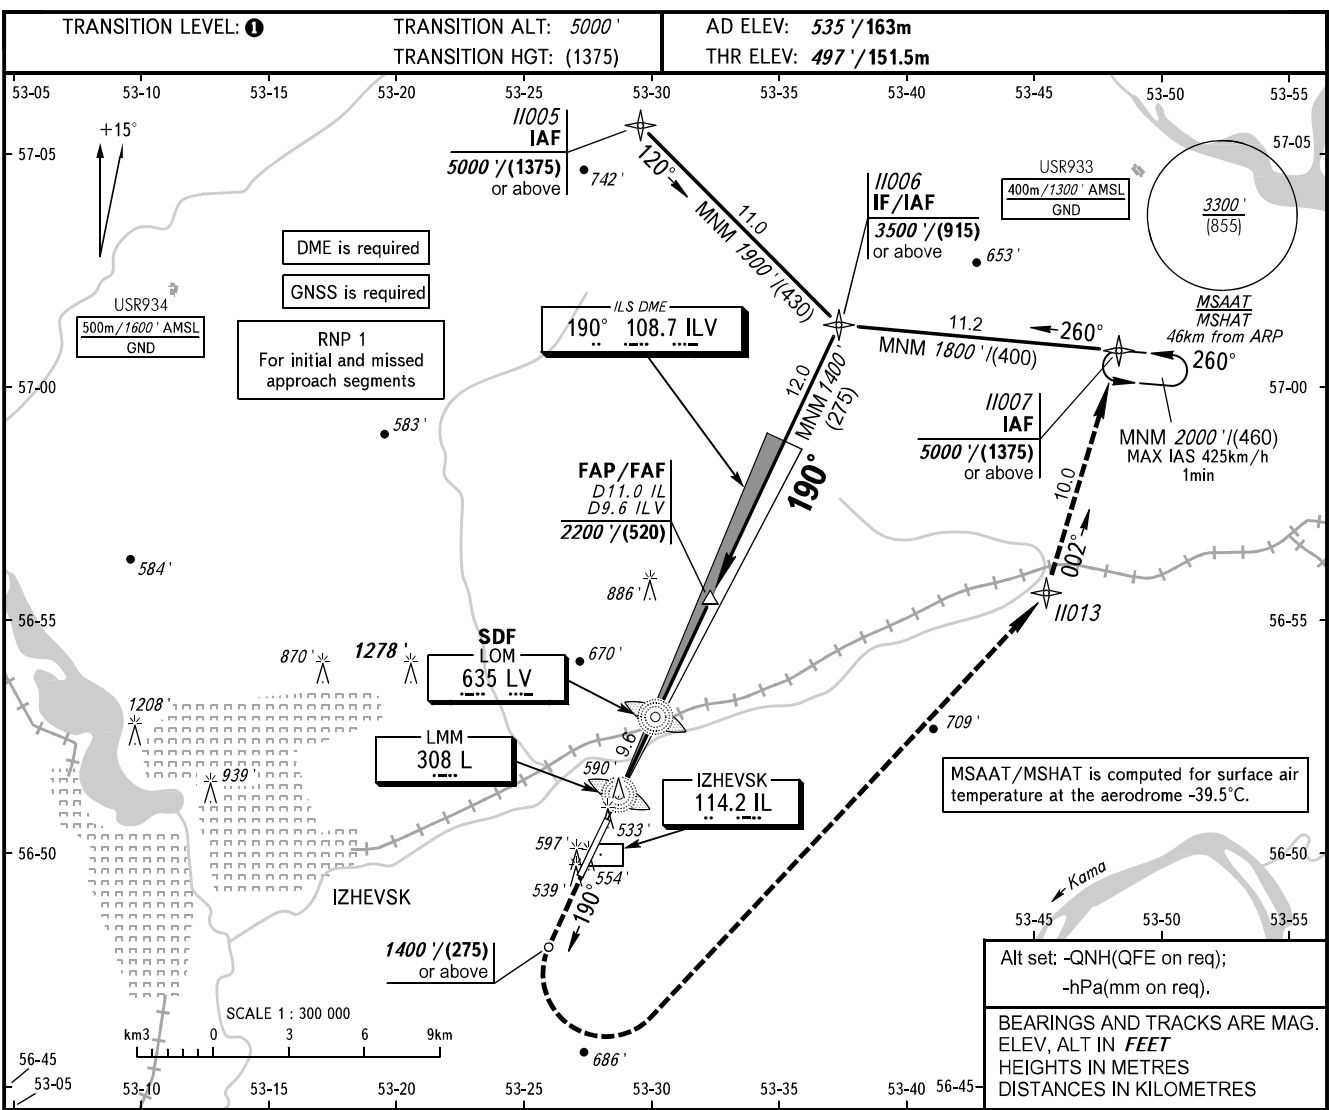 TRANSITION LEVEL: ❶
TRANSITION ALT: 5000 '
TRANSITION HGT: (1375)
AD ELEV: 535 '/163m
THR ELEV: 497 '/151.5m
53-05 53-10 53-15 53-20 53-25 53-30 53-35 53-40 53-45 53-50 53-55
+15°
57-05
57-05
II005
IAF
5000 '/(1375)
or above
742 '
120°
11.0
MNM 1900 '/(430)
II006
IF/IAF
3500 '/(915)
or above
653 '
USR933
400m/1300 ' AMSL
GND
3300 '
(855)
MSAAT
MSHAT
46km from ARP
DME is required
GNSS is required
RNP 1
For initial and missed
approach segments
USR934
500m/1600 ' AMSL
GND
ILS DME
190° 108.7 ILV
11.2
260°
MNM 1800 '/(400)
260°
57-00
57-00
12.0
MNM 1400 '
(275)
190°
II007
IAF
5000 '/(1375)
or above
MNM 2000 '/(460)
MAX IAS 425km/h
1min
583 '
FAP/FAF
D11.0 IL
D9.6 ILV
2200 '/(520)
10.0
002°
584 '
886 '
II013
56-55
56-55
SDF
LOM
635 LV
670 '
870 '
1278 '
1208 '
939 '
LMM
308 L
9.6
590 '
IZHEVSK
114.2 IL
533 '
597 '
539 '
554 '
709 '
MSAAT/MSHAT is computed for surface air
temperature at the aerodrome -39.5°C.
56-50
56-50
IZHEVSK
190°
1400 '/(275)
or above
Kama
53-45 53-50 53-55
SCALE 1 : 300 000
km3 0 3 6 9km
686 '
Alt set: -QNH(QFE on req);
-hPa(mm on req).
BEARINGS AND TRACKS ARE MAG.
ELEV, ALT IN FEET
HEIGHTS IN METRES
DISTANCES IN KILOMETRES
56-45
56-45
53-05 53-10 53-15 53-20 53-25 53-30 53-35 53-40